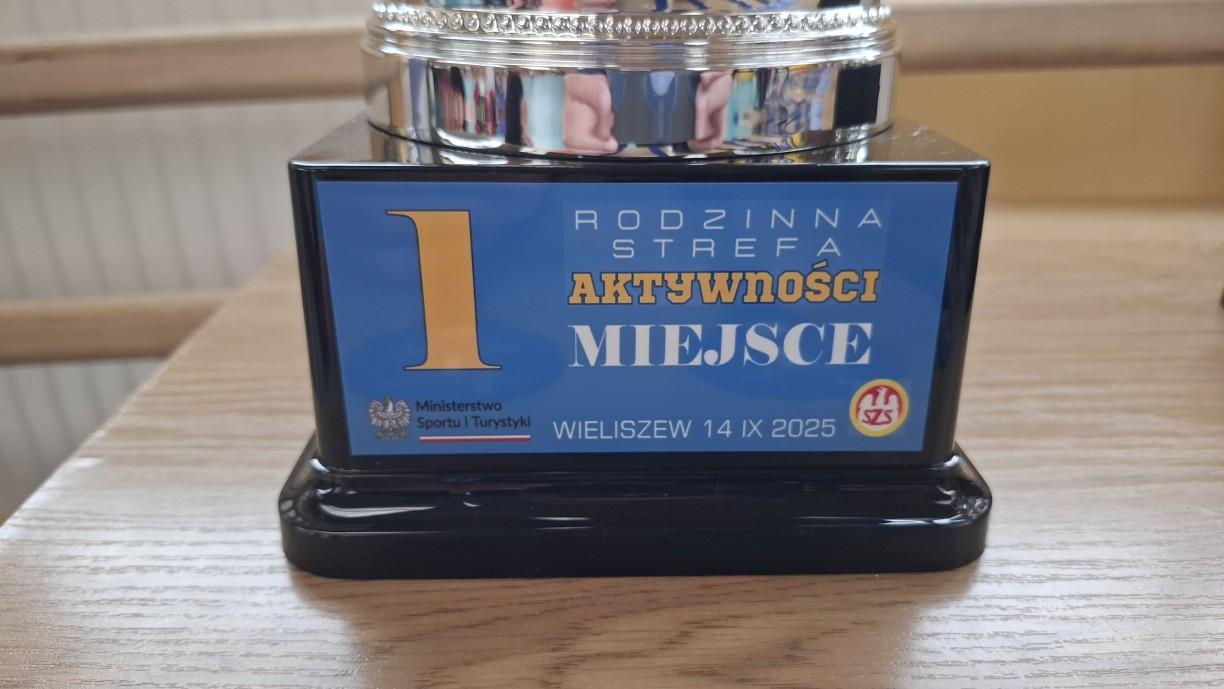 1
RODZINNA
STREFA
AKTYWNOŚCI
MIEJSCE
Ministerstwo
Sportu i Turystyki
WIELISZEW 14 IX 2025
SZS